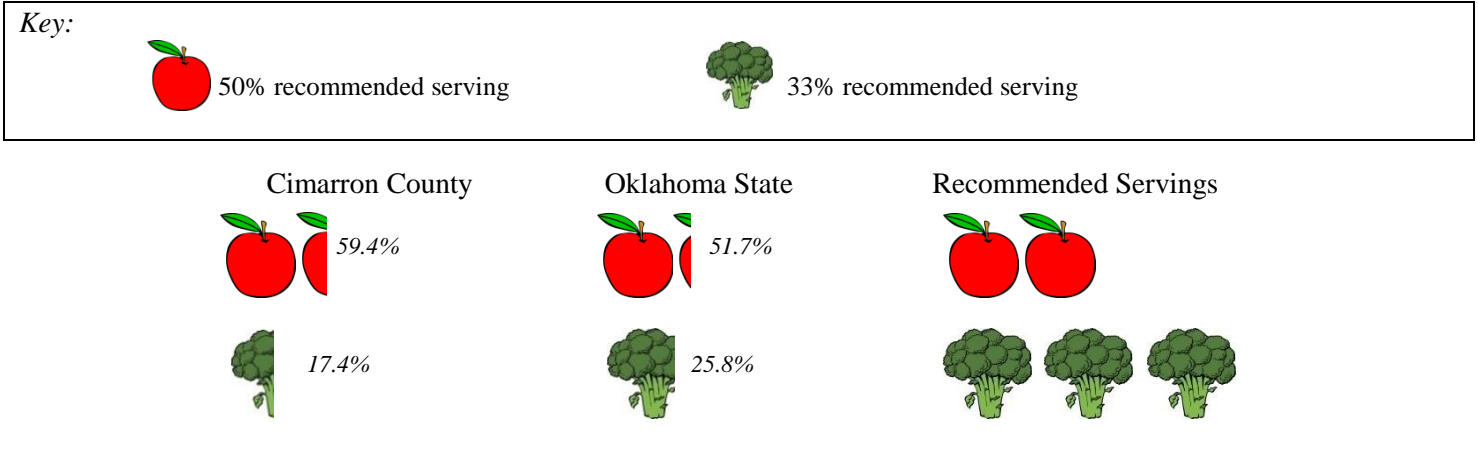 Key:
50% recommended serving 33% recommended serving
Cimarron County Oklahoma State Recommended Servings
59.4% 51.7%
17.4% 25.8%